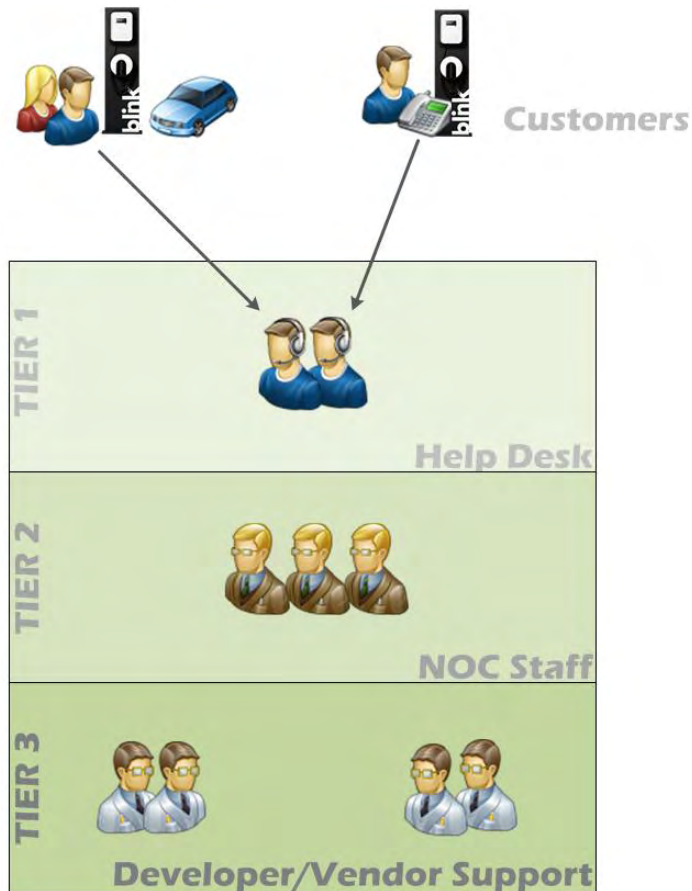 blink
blink
Customers
TIER 1
Help Desk
TIER 2
NOC Staff
TIER 3
Developer/Vendor Support